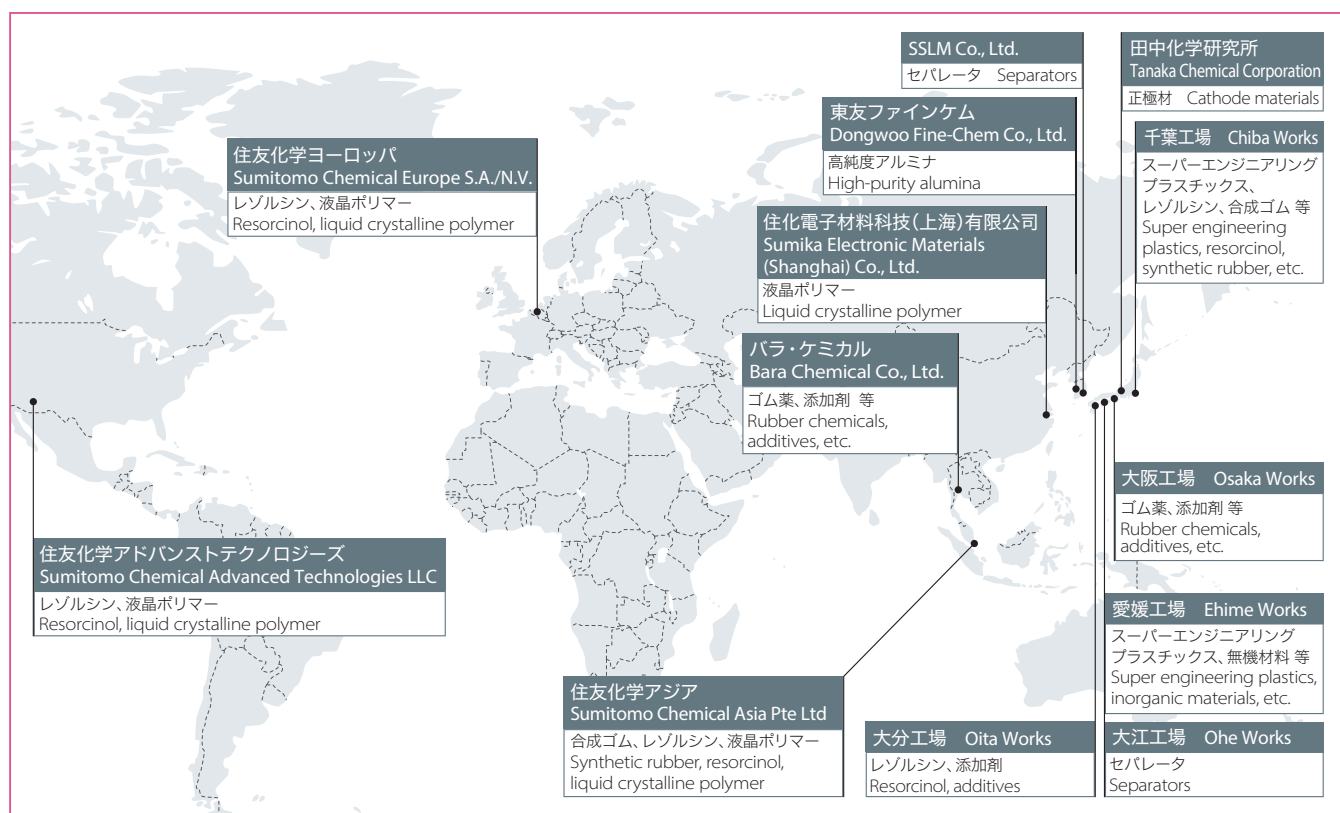 SSLM Co., Ltd.
セパレータ Separators
田中化学研究所
Tanaka Chemical Corporation
正極材 Cathode materials
東友ファインケム
Dongwoo Fine-Chem Co., Ltd.
高純度アルミナ
High-purity alumina
千葉工場 Chiba Works
スーパーエンジニアリング
プラスチックス、
レゾルシン、合成ゴム 等
Super engineering
plastics, resorcinol,
synthetic rubber, etc.
住友化学ヨーロッパ
Sumitomo Chemical Europe S.A./N.V.
レゾルシン、液晶ポリマー
Resorcinol, liquid crystalline polymer
住化電子材料科技(上海)有限公司
Sumika Electronic Materials
(Shanghai) Co., Ltd.
液晶ポリマー
Liquid crystalline polymer
バラ・ケミカル
Bara Chemical Co., Ltd.
ゴム薬、添加剤 等
Rubber chemicals,
additives, etc.
大阪工場 Osaka Works
ゴム薬、添加剤 等
Rubber chemicals,
additives, etc.
住友化学アドバンストテクノロジーズ
Sumitomo Chemical Advanced Technologies LLC
レゾルシン、液晶ポリマー
Resorcinol, liquid crystalline polymer
愛媛工場 Ehime Works
スーパーエンジニアリング
プラスチックス、無機材料 等
Super engineering plastics,
inorganic materials, etc.
住友化学アジア
Sumitomo Chemical Asia Pte Ltd
合成ゴム、レゾルシン、液晶ポリマー
Synthetic rubber, resorcinol,
liquid crystalline polymer
大分工場 Oita Works
レゾルシン、添加剤
Resorcinol, additives
大江工場 Ohe Works
セパレータ
Separators